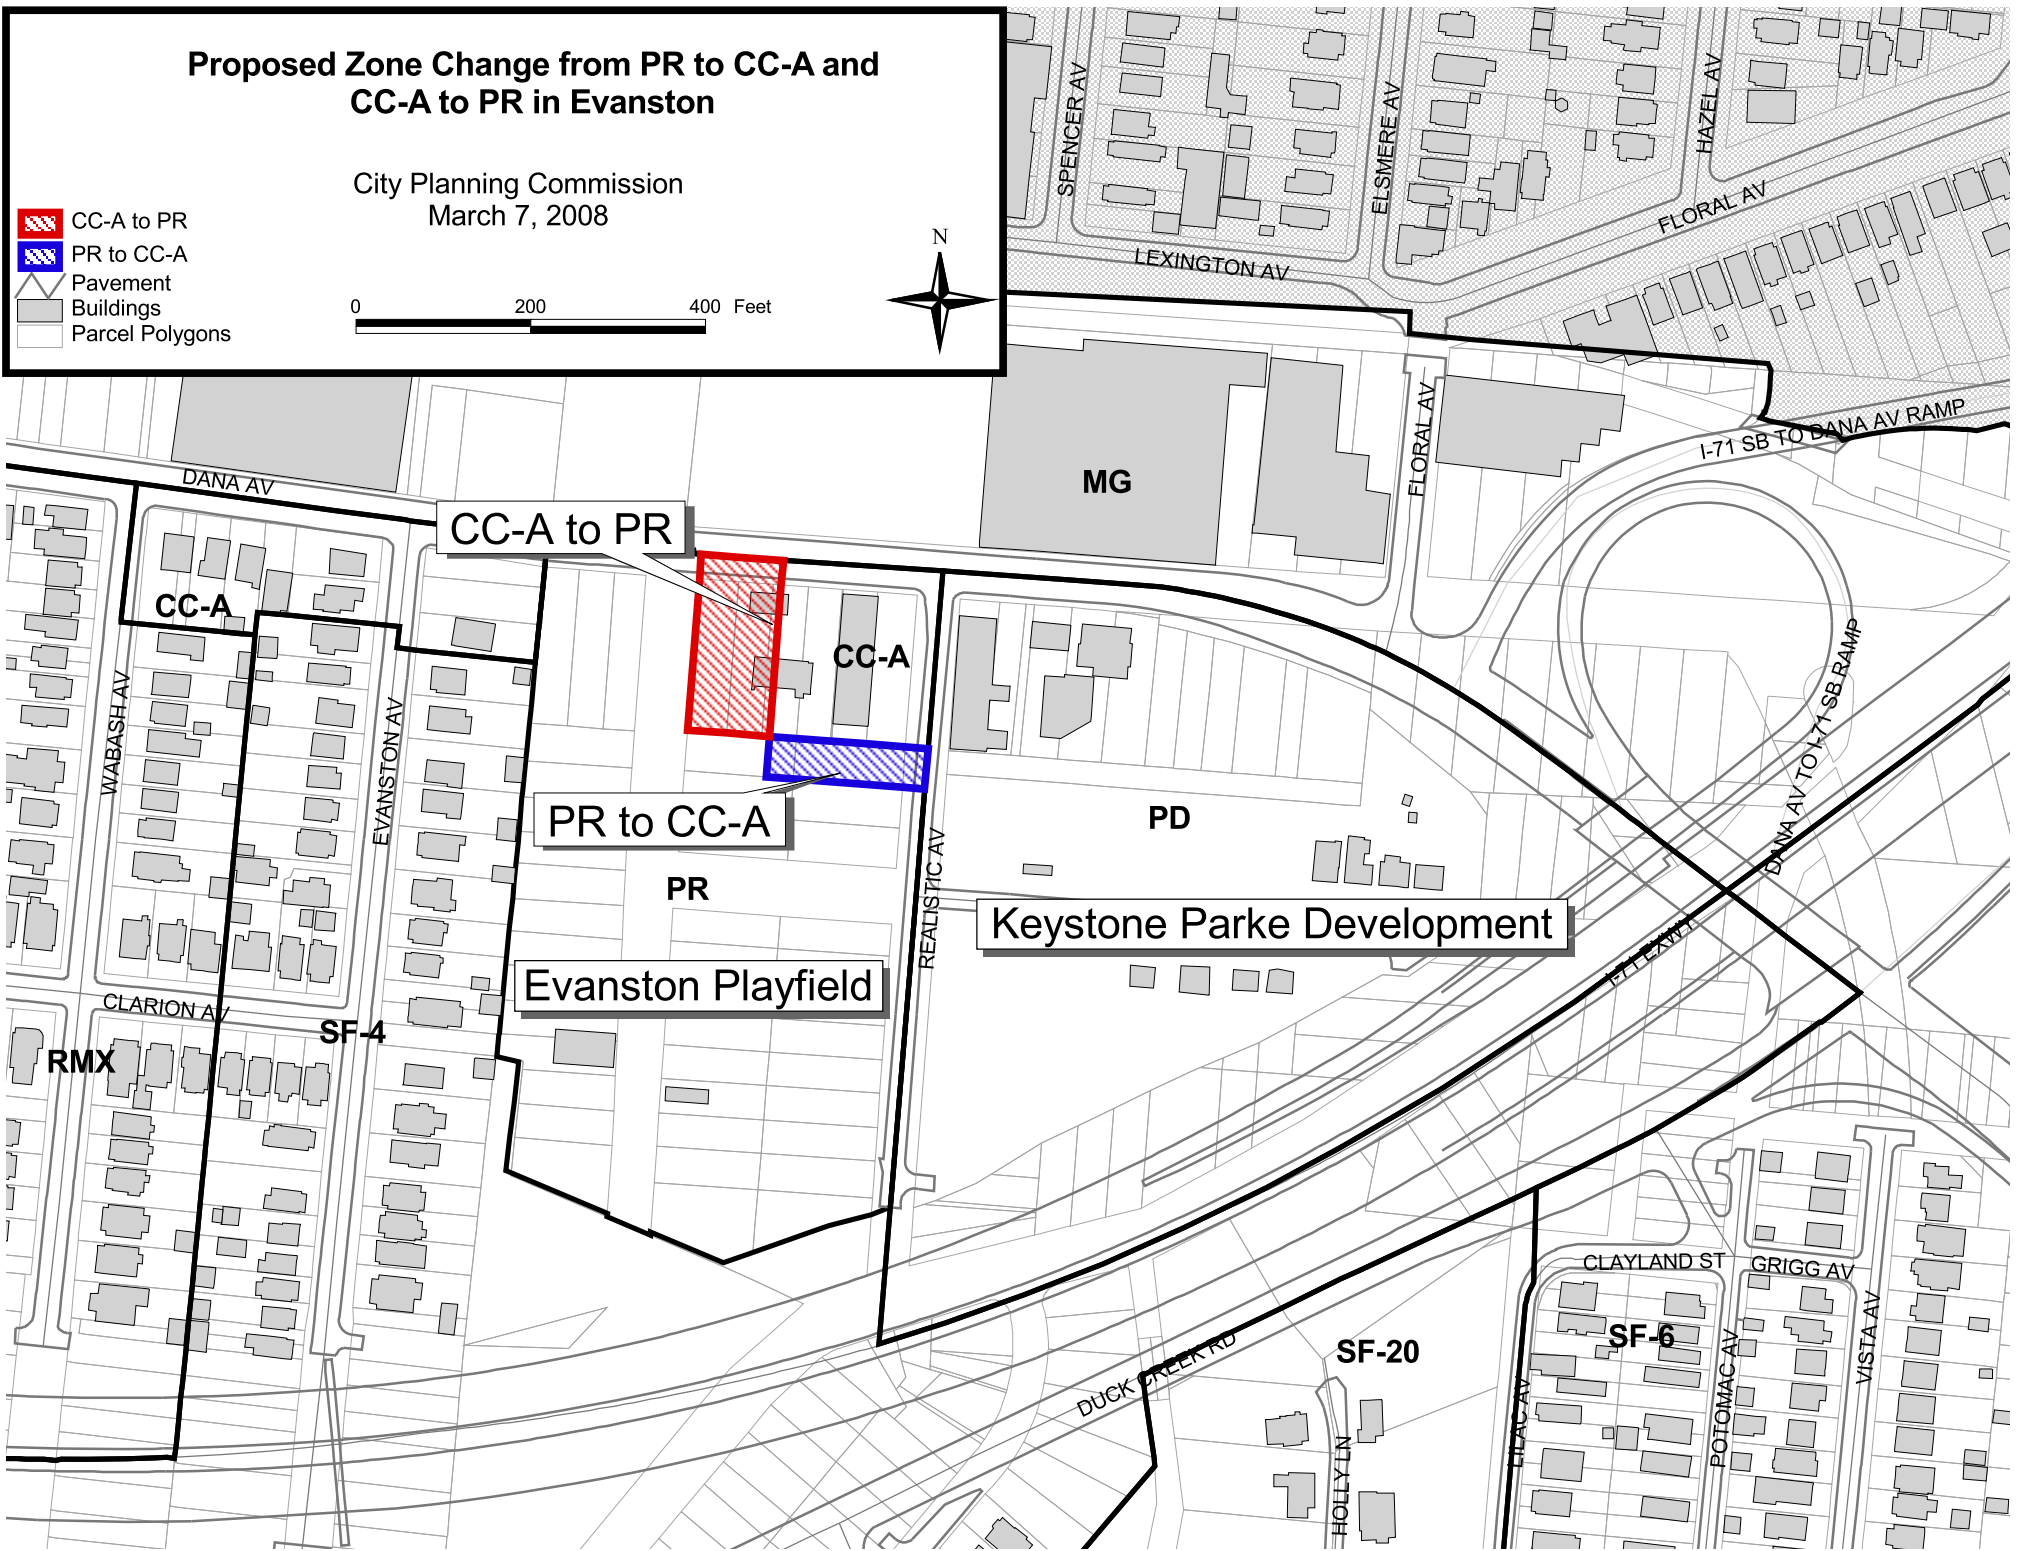 Proposed Zone Change from PR to CC-A and
CC-A to PR in Evanston
City Planning Commission
March 7, 2008
CC-A to PR
PR to CC-A
Pavement
Buildings
Parcel Polygons
0 200 400 Feet
N
SPENCER AV
ELSMERE AV
HAZEL AV
FLORAL AV
LEXINGTON AV
I-71 SB TO DANA AV RAMP
FLORAL AV
MG
DANA AV
CC-A to PR
CC-A
CC-A
DANA AV TO I-71 SB RAMP
WABASH AV
EVANSTON AV
PR to CC-A
PD
REALISTIC AV
PR
Keystone Parke Development
I-71 EXWY
Evanston Playfield
CLARION AV
SF-4
RMX
CLAYLAND ST
GRIGG AV
DUCK CREEK RD
SF-20
SF-6
VISTA AV
POTOMAC AV
LILAC AV
HOLLY LN